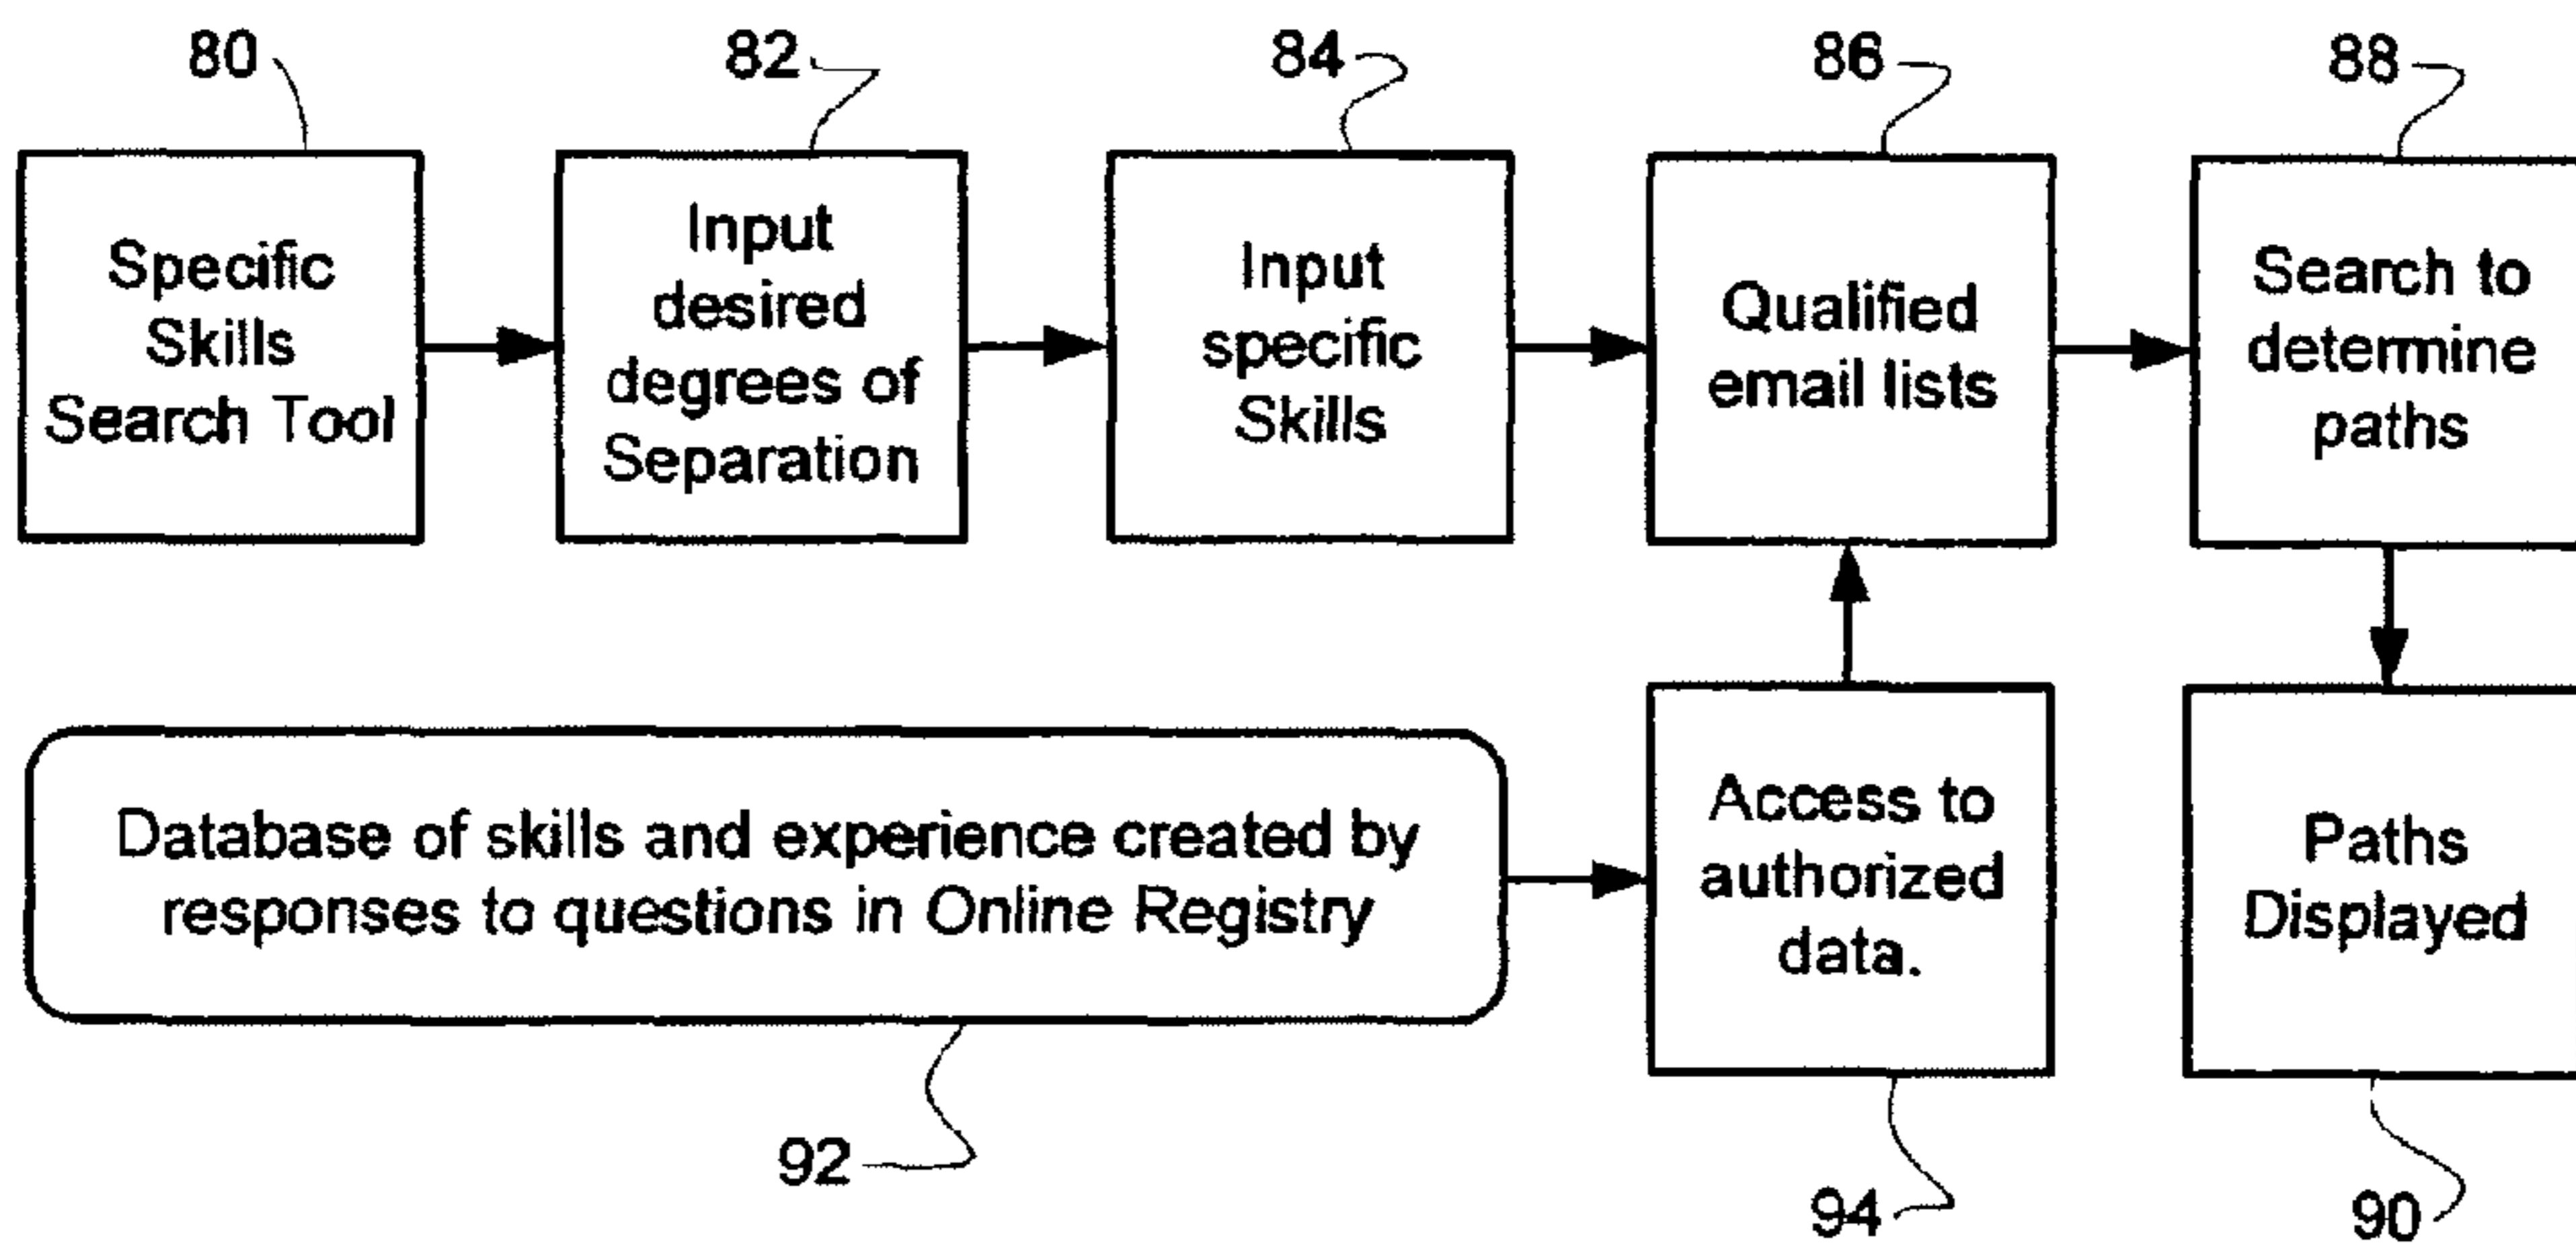 80
82
84
86
88
Specific
Skills
Search Tool
Input
desired
degrees of
Separation
Input
specific
Skills
Qualified
email lists
Search to
determine
paths
Database of skills and experience created by
responses to questions in Online Registry
Access to
authorized
data.
Paths
Displayed
92
94
90